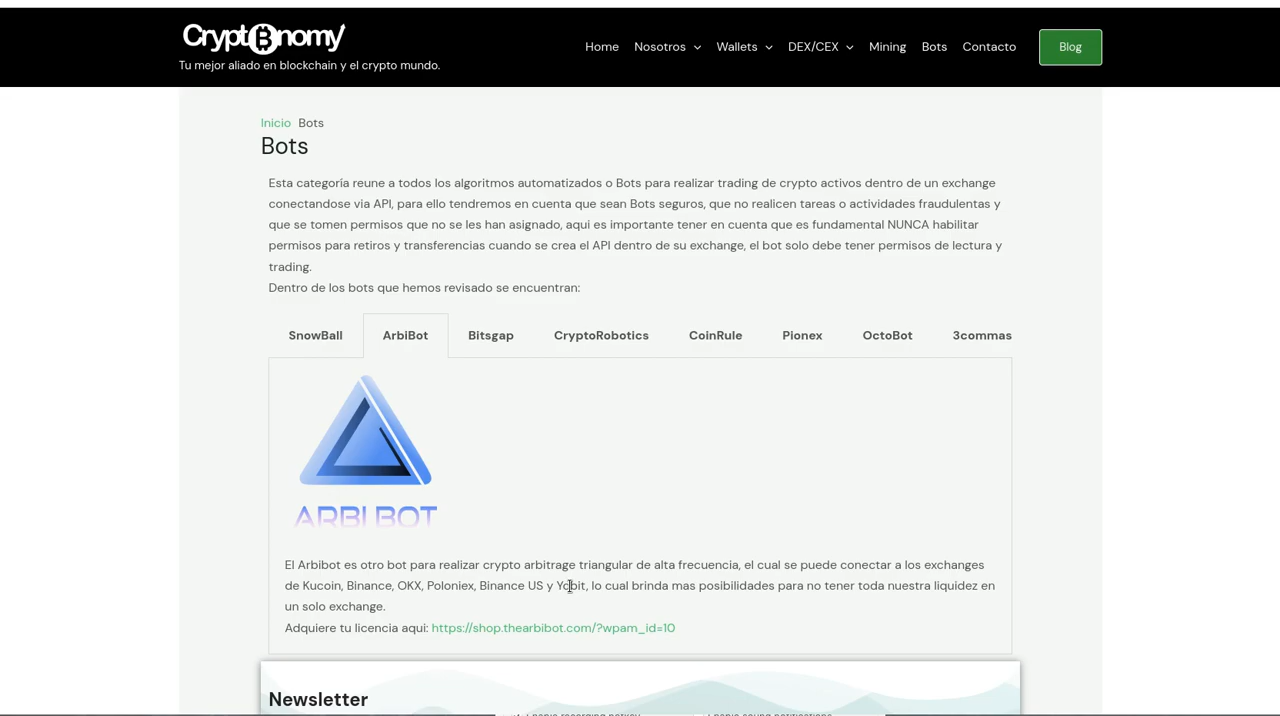 Crypt₿nomy
Tu mejor aliado en blockchain y el crypto mundo.
Home Nosotros Wallets DEX/CEX Mining Bots Contacto Blog
Inicio Bots
Bots
Esta categoría reune a todos los algoritmos automatizados o Bots para realizar trading de crypto activos dentro de un exchange
conectandose via API, para ello tendremos en cuenta que sean Bots seguros, que no realicen tareas o actividades fraudulentas y
que se tomen permisos que no se les han asignado, aqui es importante tener en cuenta que es fundamental NUNCA habilitar
permisos para retiros y transferencias cuando se crea el API dentro de su exchange, el bot solo debe tener permisos de lectura y
trading.
Dentro de los bots que hemos revisado se encuentran:
SnowBall ArbiBot Bitsgap CryptoRobotics CoinRule Pionex OctoBot 3commas
ARBI BOT
El Arbibot es otro bot para realizar crypto arbitrage triangular de alta frecuencia, el cual se puede conectar a los exchanges
de Kucoin, Binance, OKX, Poloniex, Binance US y Yobit, lo cual brinda mas posibilidades para no tener toda nuestra liquidez en
un solo exchange.
Adquiere tu licencia aqui: https://shop.thearbibot.com/?wpam_id=10
Newsletter